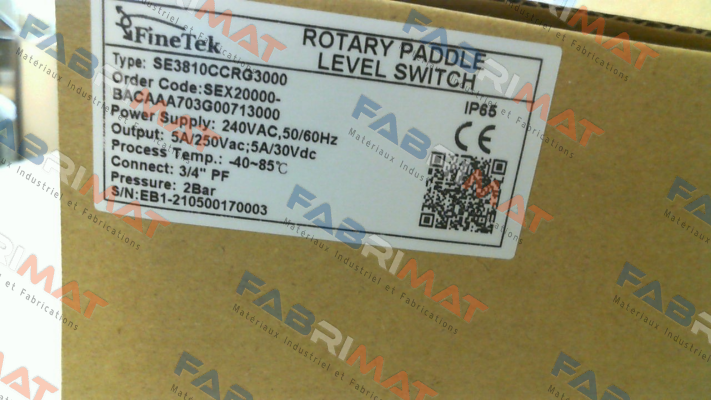 FineTek
ROTARY PADDLE
LEVEL SWITCH
Type: SE3810CCRG3000
Order Code:SEX20000-
BACAAA703G00713000
Power Supply: 240VAC,50/60Hz
Output: 5A/250Vac;5A/30Vdc
Process Temp.: -40~85℃
Connect: 3/4" PF
Pressure: 2Bar
S/N:EB1-210500170003
IP65
CE
FABRIMAT
Materiaux Industriel et Fabrications